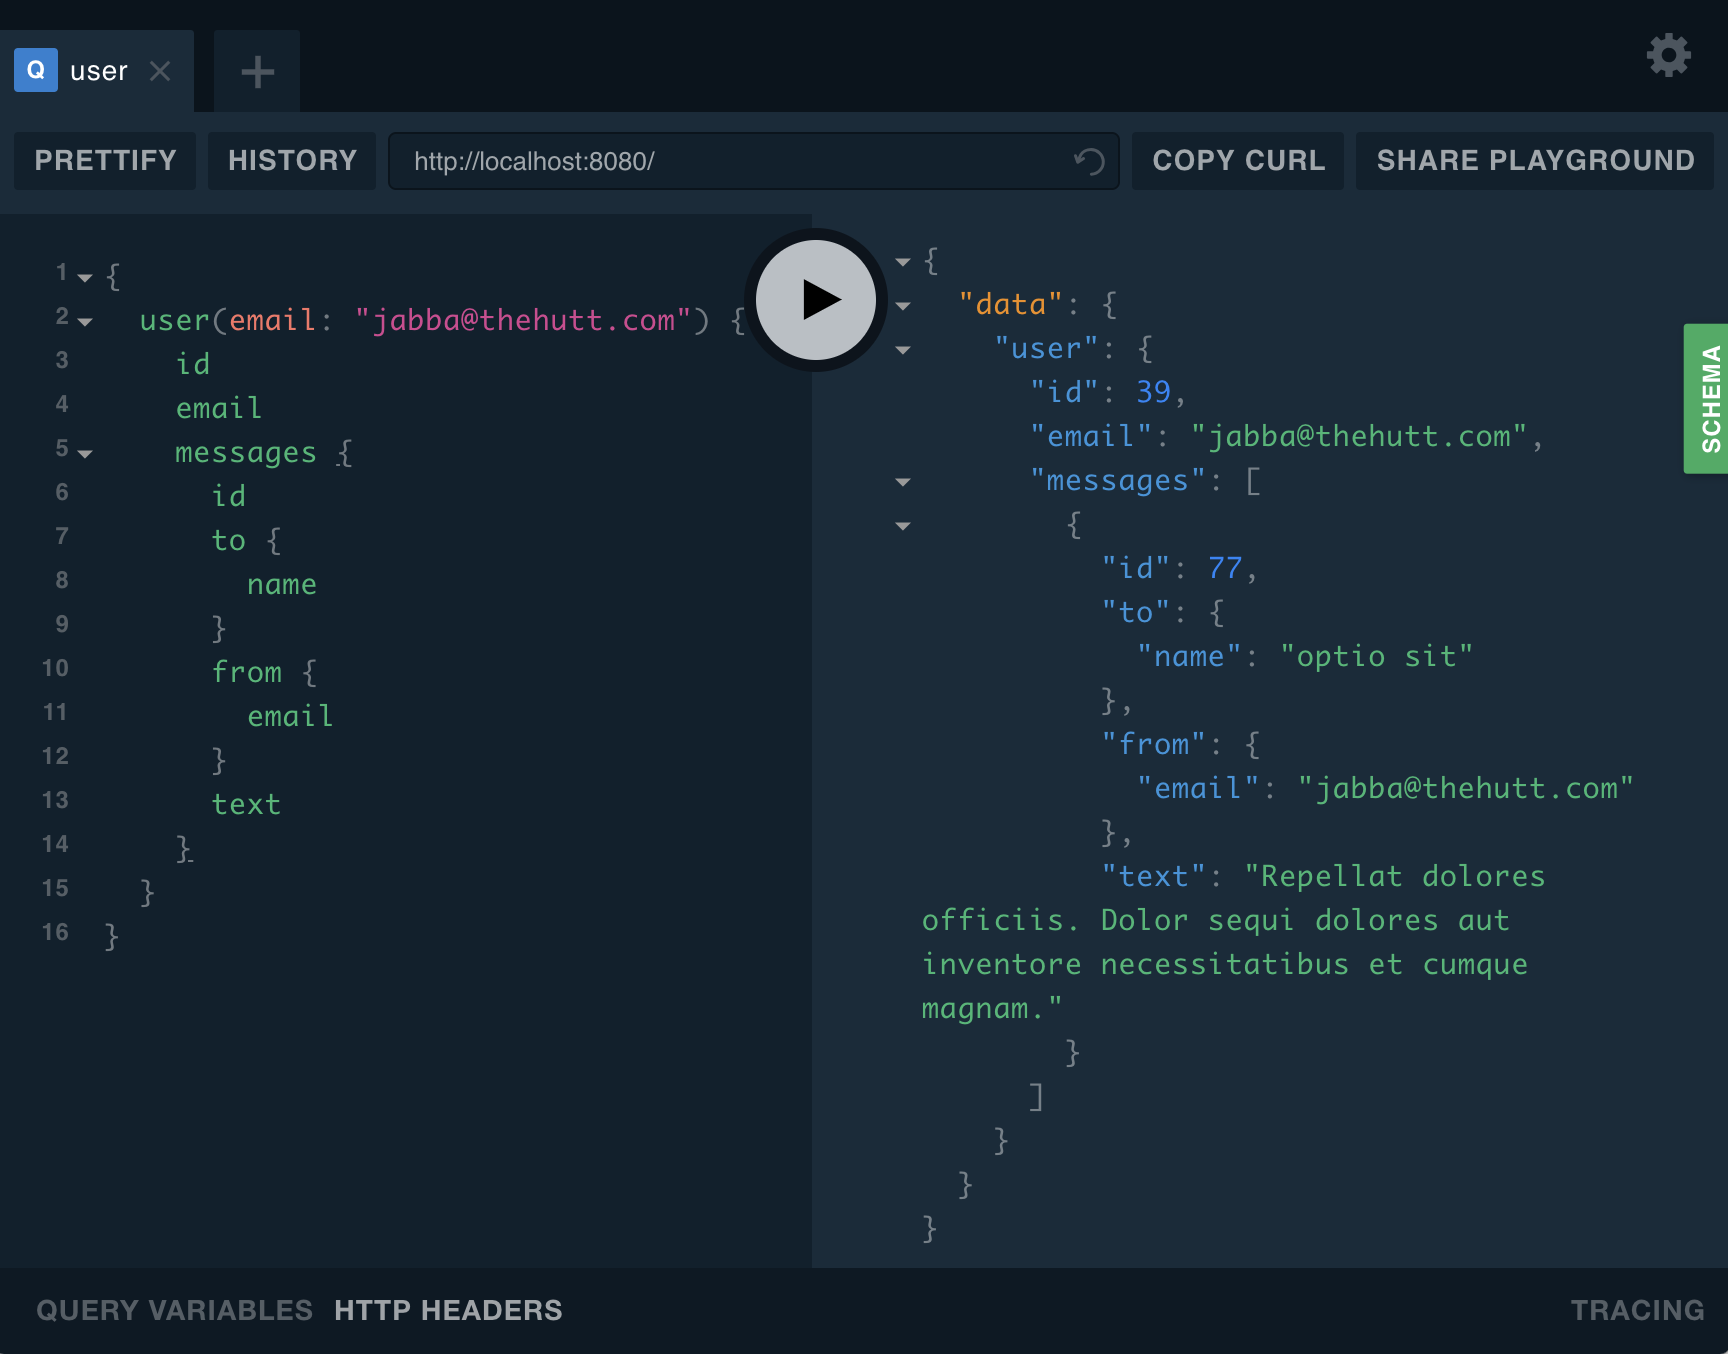 Q user
PRETTIFY HISTORY http://localhost:8080/ COPY CURL SHARE PLAYGROUND
1 {
2 user(email: "jabba@thehutt.com") {
3 id
4 email
5 messages {
6 id
7 to {
8 name
9 }
10 from {
11 email
12 }
13 text
14 }
15 }
16 }
{
"data": {
"user": {
"id": 39,
"email": "jabba@thehutt.com",
"messages": [
{
"id": 77,
"to": {
"name": "optio sit"
},
"from": {
"email": "jabba@thehutt.com"
},
"text": "Repellat dolores
officiis. Dolor sequi dolores aut
inventore necessitatibus et cumque
magnam."
}
]
}
}
}
SCHEMA
QUERY VARIABLES HTTP HEADERS TRACING